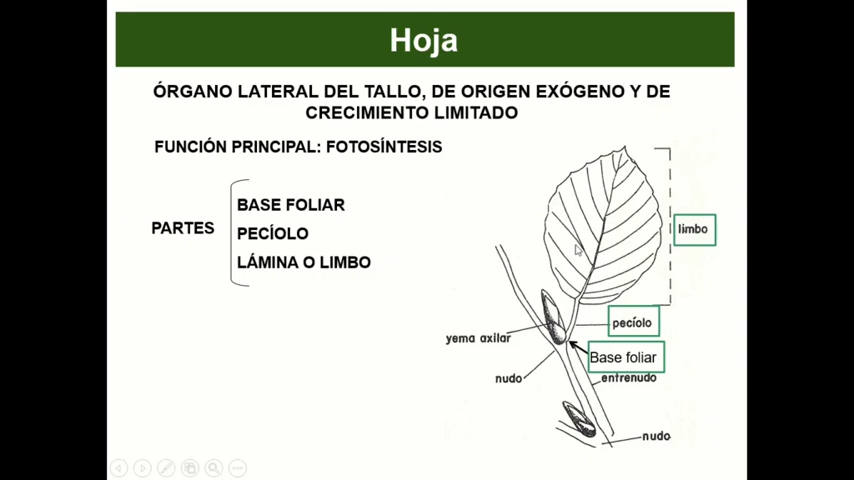 Hoja
ÓRGANO LATERAL DEL TALLO, DE ORIGEN EXÓGENO Y DE
CRECIMIENTO LIMITADO
FUNCIÓN PRINCIPAL: FOTOSÍNTESIS
PARTES
BASE FOLIAR
PECÍOLO
LÁMINA O LIMBO
limbo
pecíolo
yema axilar
Base foliar
nudo
entrenudo
nudo